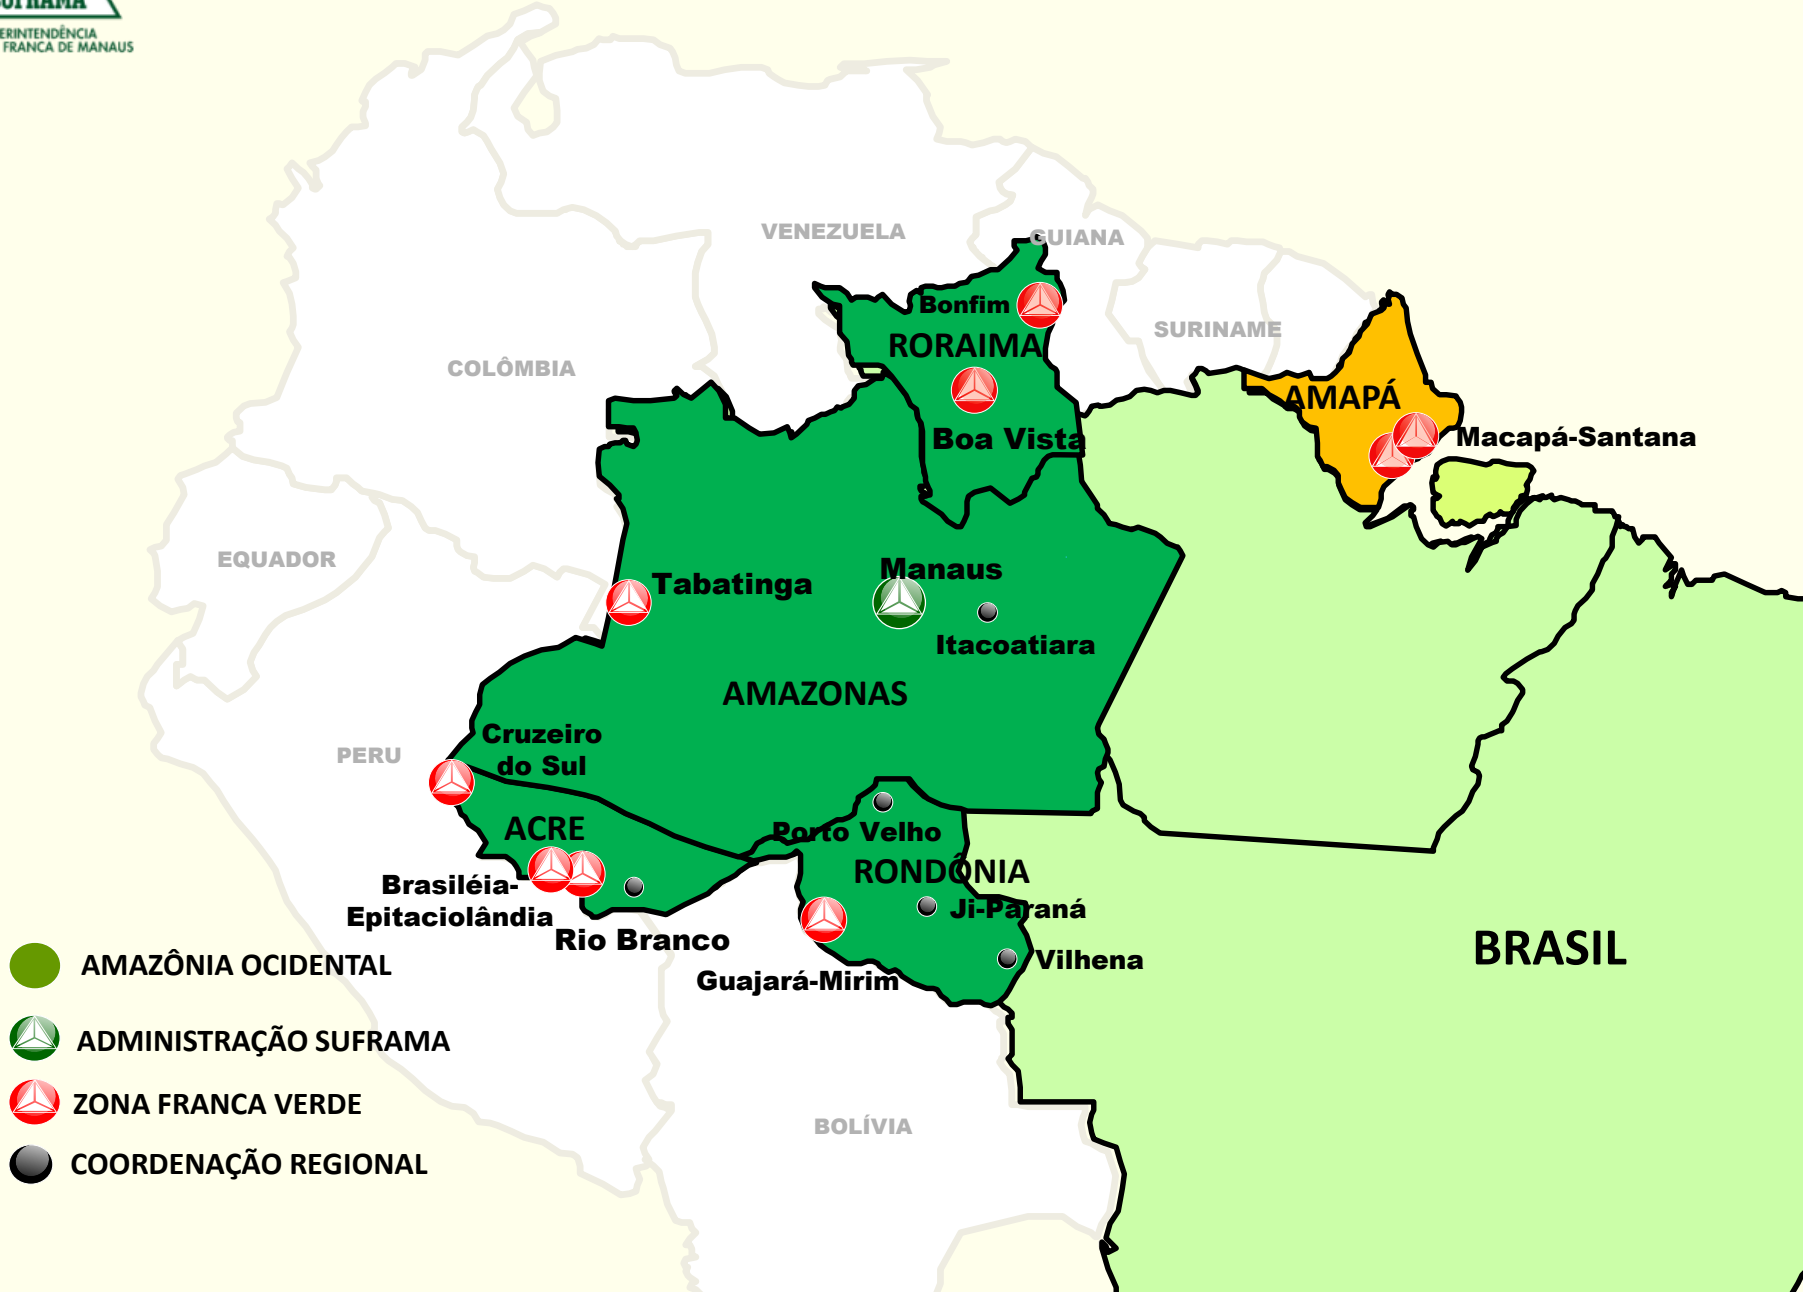 FRANCA DE MANAUS
VENEZUELA
GUIANA
Bonfim
SURINAME
RORAIMA
COLÔMBIA
AMAPÁ
Boa Vista
Macapá-Santana
EQUADOR
Manaus
Tabatinga
Itacoatiara
AMAZONAS
Cruzeiro
do Sul
PERU
ACRE
Porto Velho
RONDÔNIA
Brasiléia-
Epitaciolândia
Ji-Paraná
Rio Branco
BRASIL
Vilhena
Guajará-Mirim
AMAZÔNIA OCIDENTAL
ADMINISTRAÇÃO SUFRAMA
ZONA FRANCA VERDE
COORDENAÇÃO REGIONAL
BOLÍVIA